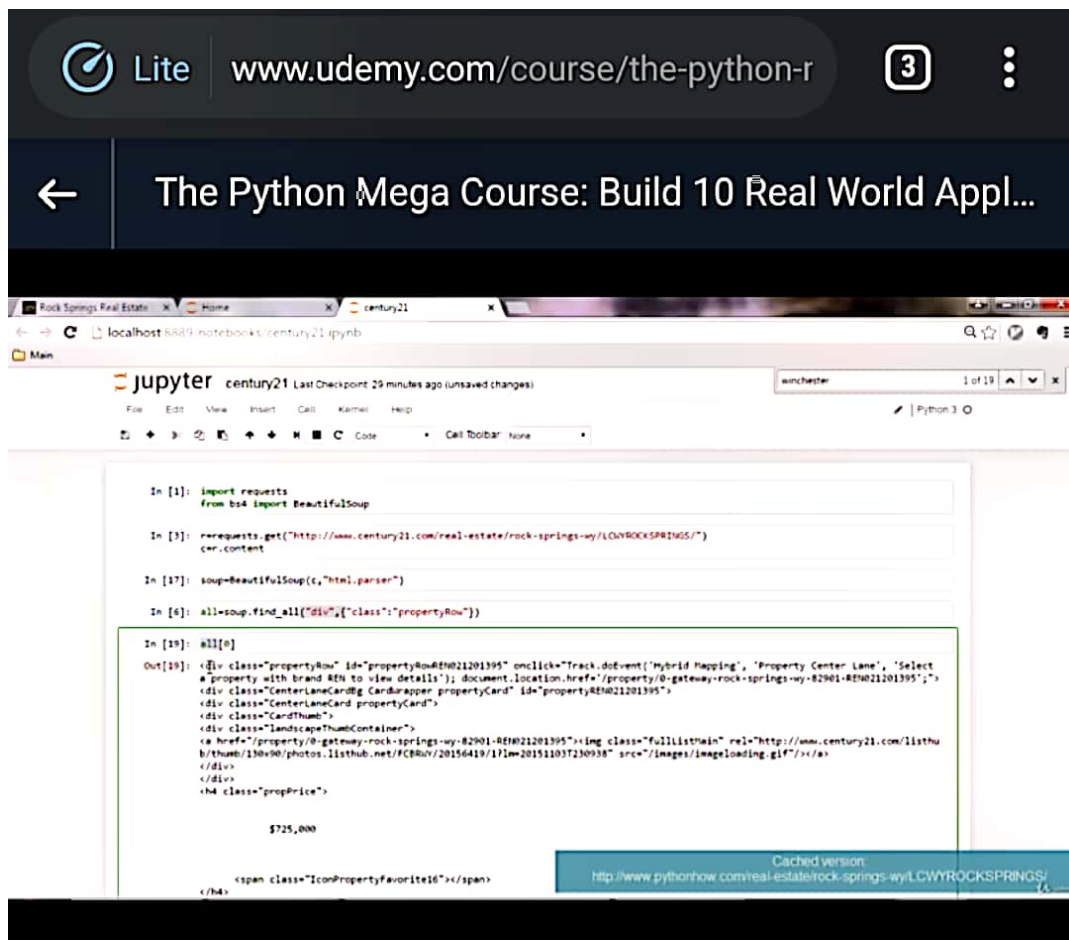 Lite www.udemy.com/course/the-python-r 3
The Python Mega Course: Build 10 Real World Appl...
Rock Springs Real Estate Home century21
localhost:8889/notebooks/century21.ipynb
Main
jupyter century21 Last Checkpoint: 29 minutes ago (unsaved changes)
winchester 1 of 19
File Edit View Insert Cell Kernel Help
Python 3
Code Cell Toolbar: None
In [1]: import requests
from bs4 import BeautifulSoup
In [3]: r=requests.get("http://www.century21.com/real-estate/rock-springs-wy/LCWYROCKSPRINGS/")
c=r.content
In [17]: soup=BeautifulSoup(c,"html.parser")
In [6]: all=soup.find_all("div",{"class":"propertyRow"})
In [19]: all[0]
Out[19]: <div class="propertyRow" id="propertyRowREN021201395" onclick="Track.doEvent('Hybrid Mapping', 'Property Center Lane', 'Select
a property with brand REN to view details'); document.location.href='/property/0-gateway-rock-springs-wy-82901-REN021201395';">
<div class="CenterLaneCardBg CardWrapper propertyCard" id="propertyREN021201395">
<div class="CenterLaneCard propertyCard">
<div class="CardThumb">
<div class="landscapeThumbContainer">
<a href="/property/0-gateway-rock-springs-wy-82901-REN021201395"><img class="fullListMain" rel="http://www.century21.com/listhu
b/thumb/130x90/photos.listhub.net/FCBRWY/20156419/1?lm=20151103T230938" src="/images/imageloading.gif"/></a>
</div>
</div>
<h4 class="propPrice">
$725,000
<span class="IconPropertyFavorite16"></span>
</h4>
Cached version:
http://www.pythonhow.com/real-estate/rock-springs-wy/LCWYROCKSPRINGS/